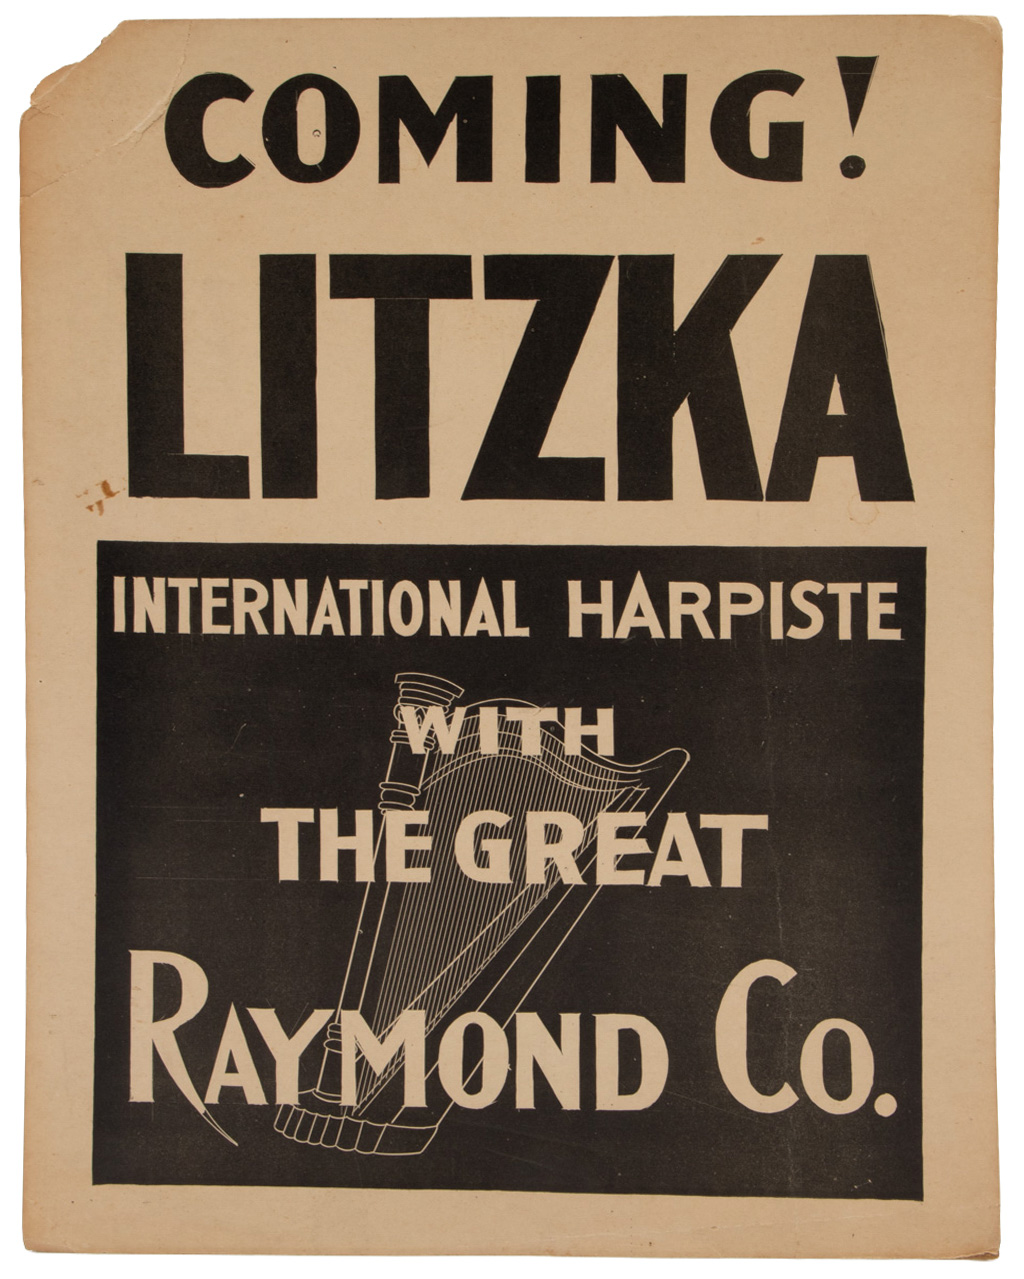 COMING!
LITZKA
INTERNATIONAL HARPISTE
WITH
THE GREAT
RAYMOND CO.